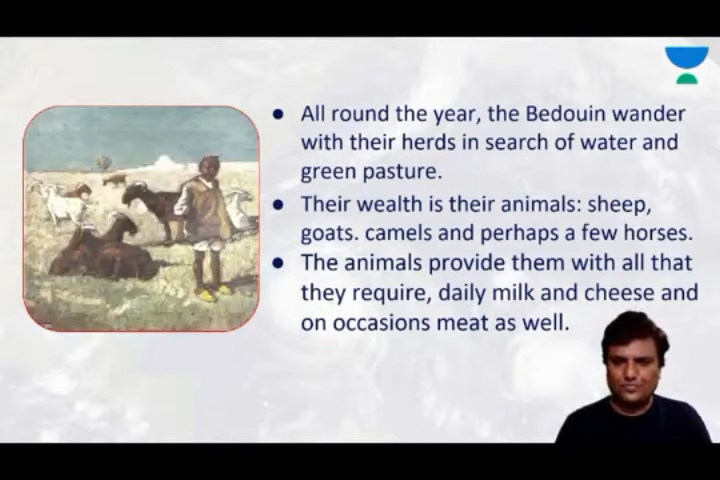 ● All round the year, the Bedouin wander
with their herds in search of water and
green pasture.
● Their wealth is their animals: sheep,
goats. camels and perhaps a few horses.
● The animals provide them with all that
they require, daily milk and cheese and
on occasions meat as well.